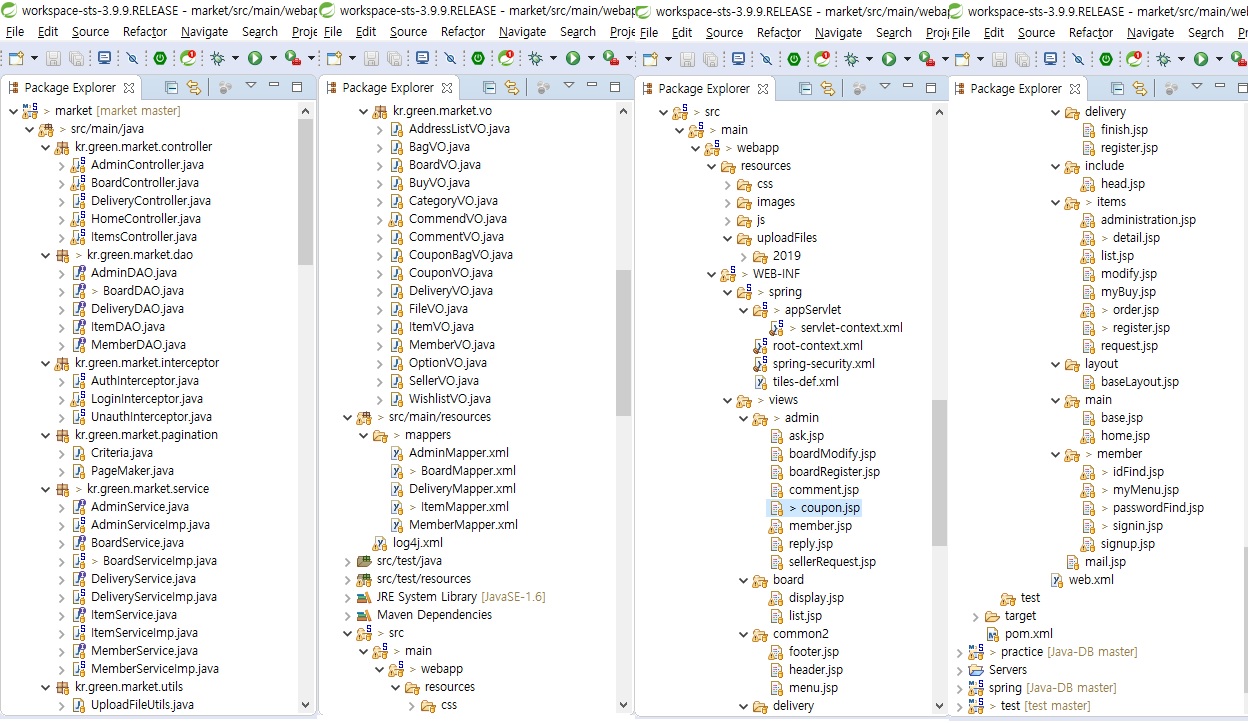 workspace-sts-3.9.9.RELEASE - market/src/main/webap
File Edit Source Refactor Navigate Search Proje
Package Explorer
> market [market master]
> src/main/java
kr.green.market.controller
AdminController.java
BoardController.java
DeliveryController.java
HomeController.java
ItemsController.java
> kr.green.market.dao
AdminDAO.java
> BoardDAO.java
DeliveryDAO.java
ItemDAO.java
MemberDAO.java
kr.green.market.interceptor
AuthInterceptor.java
LoginInterceptor.java
UnauthInterceptor.java
kr.green.market.pagination
Criteria.java
PageMaker.java
> kr.green.market.service
AdminService.java
AdminServiceImp.java
BoardService.java
> BoardServiceImp.java
DeliveryService.java
DeliveryServiceImp.java
ItemService.java
ItemServiceImp.java
MemberService.java
MemberServiceImp.java
kr.green.market.utils
UploadFileUtils.java
workspace-sts-3.9.9.RELEASE - market/src/main/webap
File Edit Source Refactor Navigate Search Proje
Package Explorer
kr.green.market.vo
AddressListVO.java
BagVO.java
BoardVO.java
BuyVO.java
CategoryVO.java
CommendVO.java
CommentVO.java
CouponBagVO.java
CouponVO.java
DeliveryVO.java
FileVO.java
ItemVO.java
MemberVO.java
OptionVO.java
SellerVO.java
WishlistVO.java
> src/main/resources
> mappers
AdminMapper.xml
> BoardMapper.xml
DeliveryMapper.xml
> ItemMapper.xml
MemberMapper.xml
log4j.xml
src/test/java
src/test/resources
JRE System Library [JavaSE-1.6]
Maven Dependencies
> src
> main
> webapp
> resources
> css
workspace-sts-3.9.9.RELEASE - market/src/main/webap
File Edit Source Refactor Navigate Search Proje
Package Explorer
> src
> main
> webapp
> resources
> css
> images
> js
uploadFiles
> 2019
> WEB-INF
> spring
> appServlet
> servlet-context.xml
root-context.xml
spring-security.xml
tiles-def.xml
> views
> admin
ask.jsp
boardModify.jsp
boardRegister.jsp
comment.jsp
> coupon.jsp
member.jsp
reply.jsp
sellerRequest.jsp
board
display.jsp
list.jsp
common2
footer.jsp
header.jsp
menu.jsp
> delivery
workspace-sts-3.9.9.RELEASE - market/src/main/we
File Edit Source Refactor Navigate Search
Package Explorer
delivery
finish.jsp
register.jsp
include
head.jsp
> items
administration.jsp
> detail.jsp
list.jsp
modify.jsp
myBuy.jsp
> order.jsp
> register.jsp
request.jsp
layout
baseLayout.jsp
> main
base.jsp
home.jsp
> member
> idFind.jsp
> myMenu.jsp
> passwordFind.jsp
> signin.jsp
signup.jsp
mail.jsp
web.xml
test
target
pom.xml
> practice [Java-DB master]
Servers
spring [Java-DB master]
> test [test master]